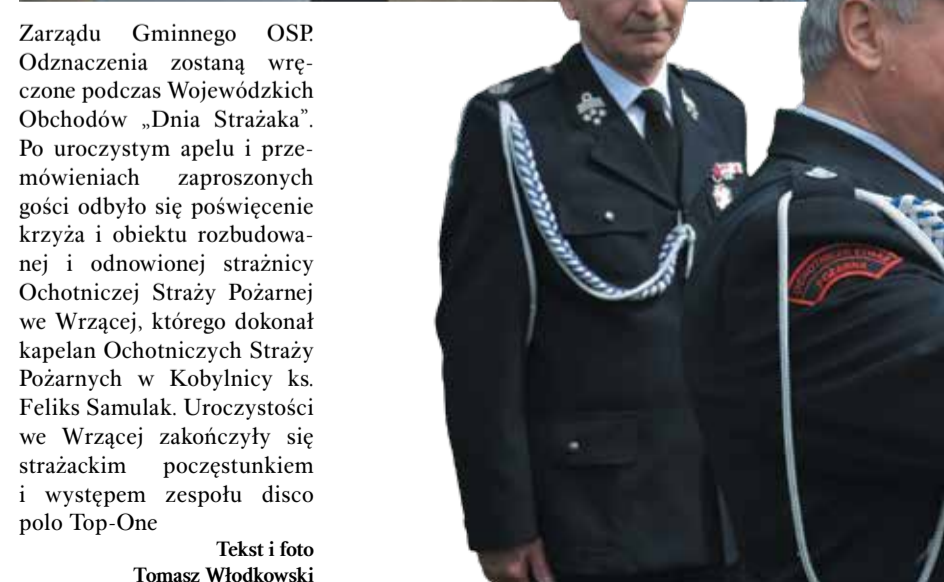 Zarządu Gminnego OSP.
Odznaczenia zostaną wrę-
czone podczas Wojewódzkich
Obchodów „Dnia Strażaka”.
Po uroczystym apelu i prze-
mówieniach zaproszonych
gości odbyło się poświęcenie
krzyża i obiektu rozbudowa-
nej i odnowionej strażnicy
Ochotniczej Straży Pożarnej
we Wrzącej, którego dokonał
kapelan Ochotniczych Straży
Pożarnych w Kobylnicy ks.
Feliks Samulak. Uroczystości
we Wrzącej zakończyły się
strażackim poczęstunkiem
i występem zespołu disco
polo Top-One
Tekst i foto
Tomasz Włodkowski
OCHOTNICZA STRAŻ
POŻARNA